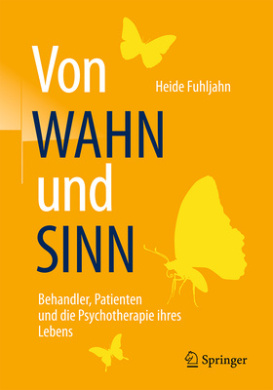 Heide Fuhljahn
Von
WAHN
und
SINN
Behandler, Patienten
und die Psychotherapie ihres
Lebens
Springer